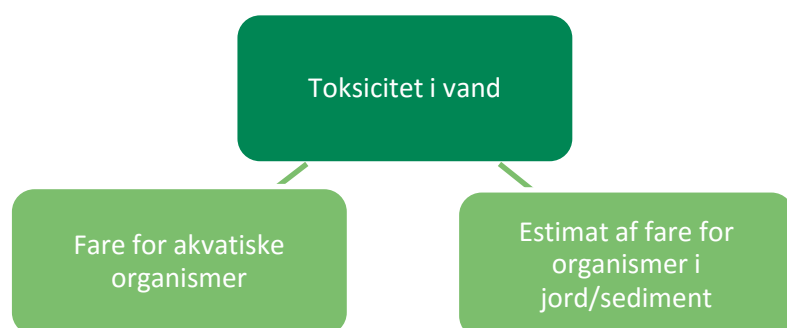 Toksicitet i vand
Fare for akvatiske
organismer
Estimat af fare for
organismer i
jord/sediment